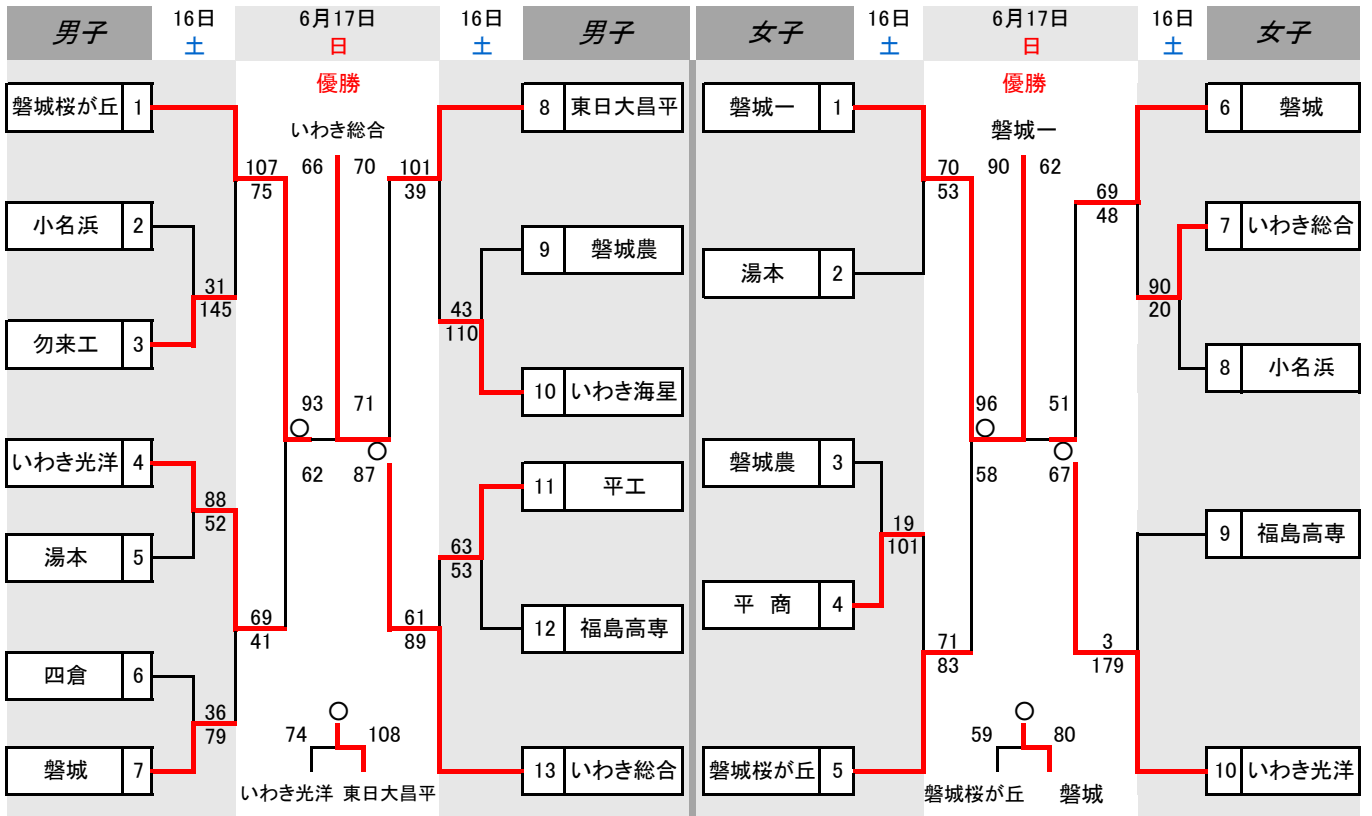 男子 16日 6月17日 16日 男子
土 日 土
優勝
いわき総合
66 70
磐城桜が丘 1
小名浜 2
勿来工 3
いわき光洋 4
湯本 5
四倉 6
磐城 7
107
75
31
145
88
52
69
41
36
79
93 71
62 87
101
39
43
110
63
53
61
89
8 東日大昌平
9 磐城農
10 いわき海星
11 平工
12 福島高専
13 いわき総合
○
○
○
74 108
いわき光洋 東日大昌平
女子 16日 6月17日 16日 女子
土 日 土
優勝
磐城一
90 62
磐城一 1
湯本 2
磐城農 3
平 商 4
磐城桜が丘 5
70
53
19
101
71
83
96 51
58 67
69
48
90
20
3
179
6 磐城
7 いわき総合
8 小名浜
9 福島高専
10 いわき光洋
○
○
○
59 80
磐城桜が丘 磐城